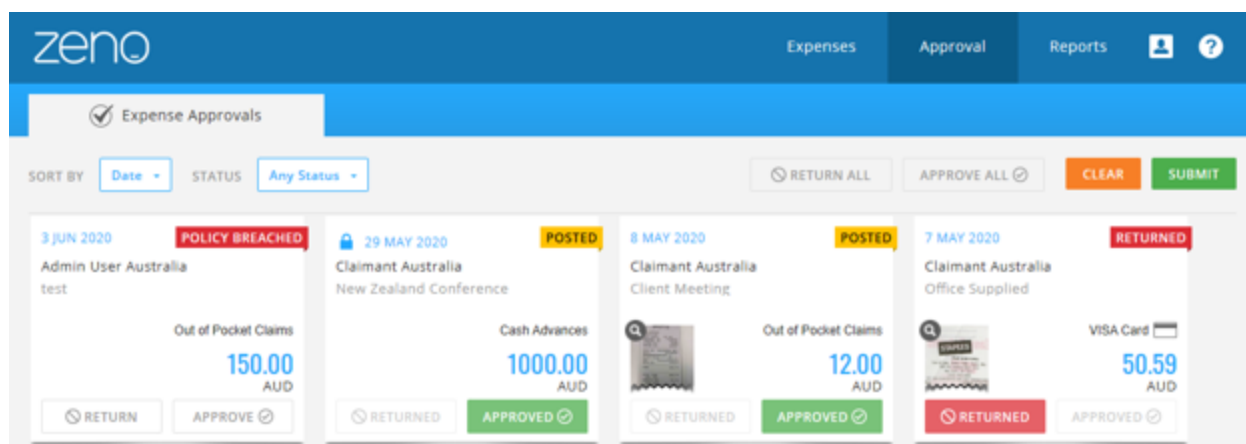 zeno
Expenses Approval Reports ?
Expense Approvals
SORT BY Date STATUS Any Status RETURN ALL APPROVE ALL CLEAR SUBMIT
3 JUN 2020 POLICY BREACHED
Admin User Australia
test
Out of Pocket Claims
150.00
AUD
RETURN APPROVE
29 MAY 2020 POSTED
Claimant Australia
New Zealand Conference
Cash Advances
1000.00
AUD
RETURNED APPROVED
8 MAY 2020 POSTED
Claimant Australia
Client Meeting
Out of Pocket Claims
12.00
AUD
RETURNED APPROVED
7 MAY 2020 RETURNED
Claimant Australia
Office Supplied
STAPLES
VISA Card
50.59
AUD
RETURNED APPROVED